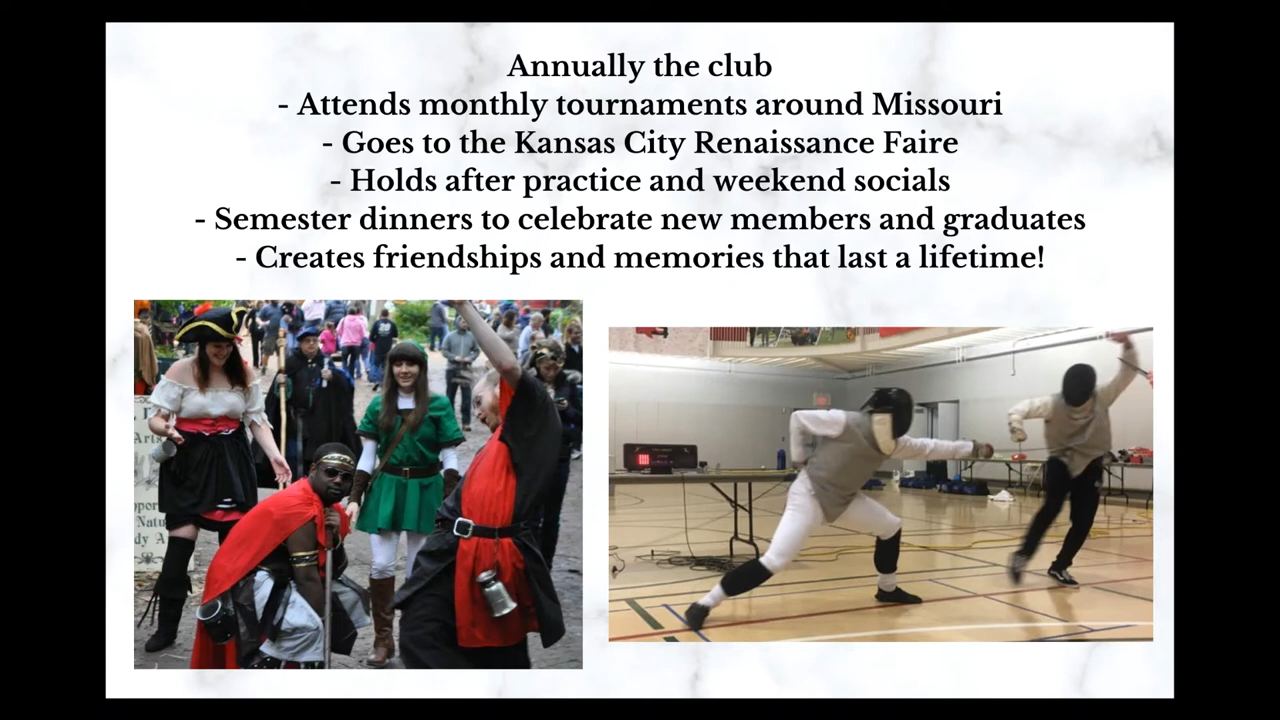 Annually the club
- Attends monthly tournaments around Missouri
- Goes to the Kansas City Renaissance Faire
- Holds after practice and weekend socials
- Semester dinners to celebrate new members and graduates
- Creates friendships and memories that last a lifetime!